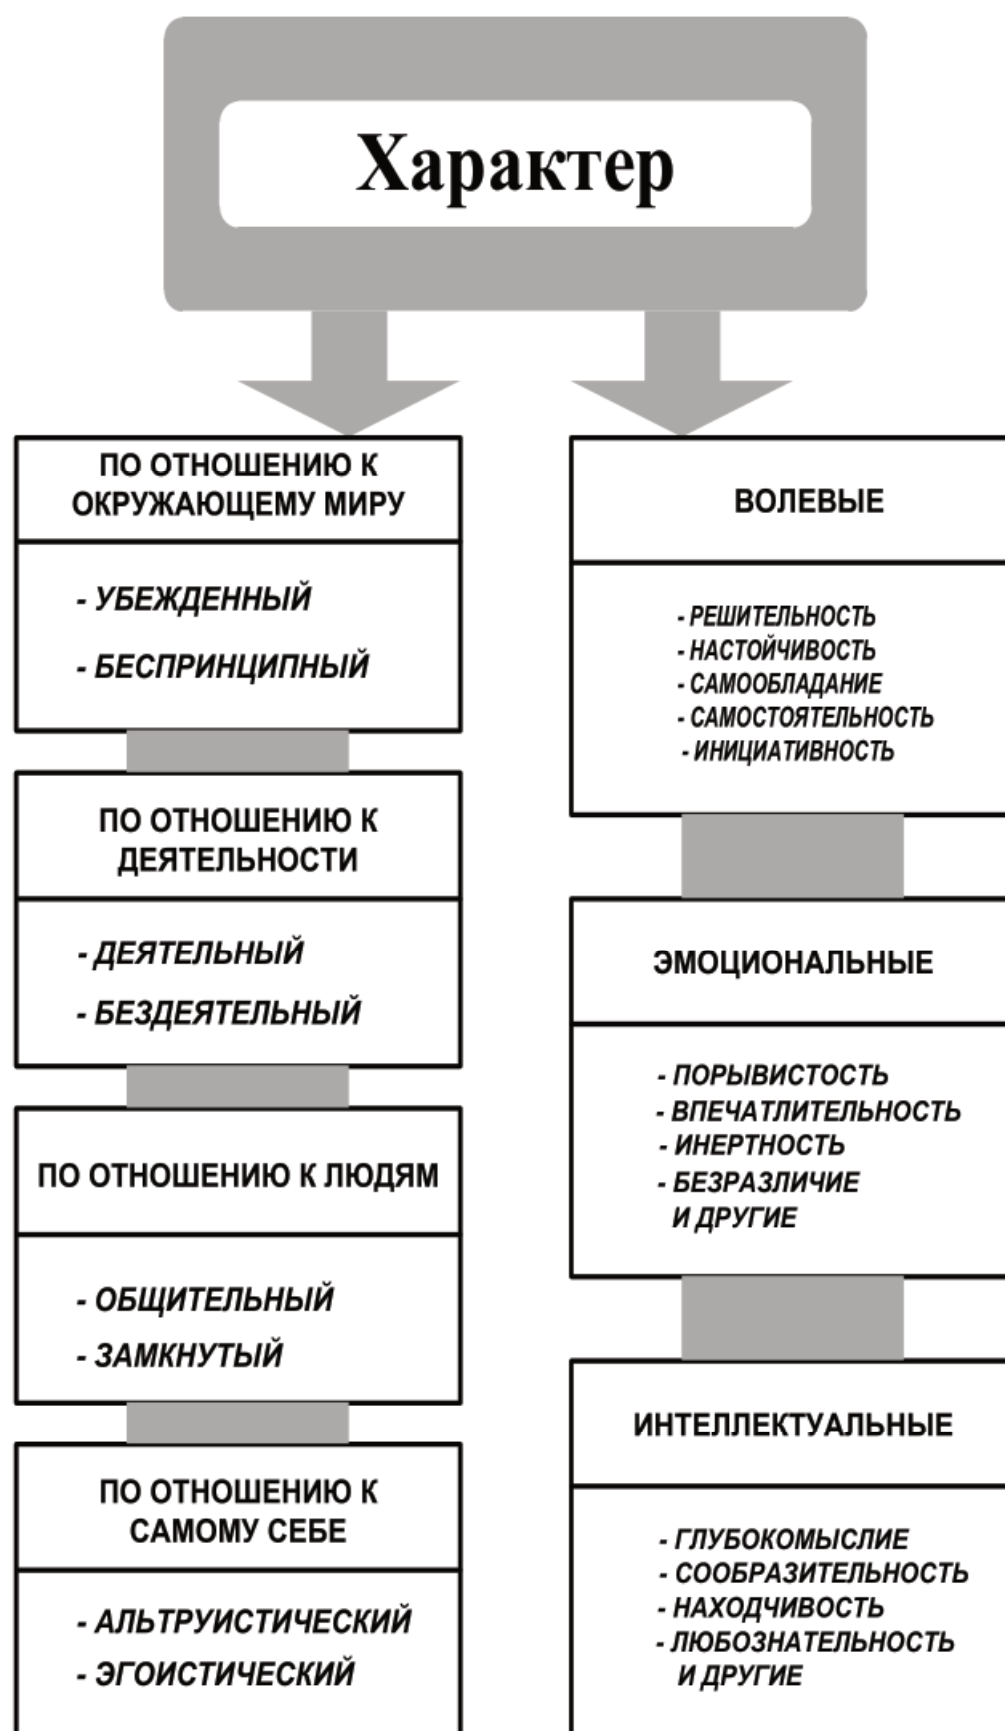 Характер
ПО ОТНОШЕНИЮ К
ОКРУЖАЮЩЕМУ МИРУ
- УБЕЖДЕННЫЙ
- БЕСПРИНЦИПНЫЙ
ПО ОТНОШЕНИЮ К
ДЕЯТЕЛЬНОСТИ
- ДЕЯТЕЛЬНЫЙ
- БЕЗДЕЯТЕЛЬНЫЙ
ПО ОТНОШЕНИЮ К ЛЮДЯМ
- ОБЩИТЕЛЬНЫЙ
- ЗАМКНУТЫЙ
ПО ОТНОШЕНИЮ К
САМОМУ СЕБЕ
- АЛЬТРУИСТИЧЕСКИЙ
- ЭГОИСТИЧЕСКИЙ
ВОЛЕВЫЕ
- РЕШИТЕЛЬНОСТЬ
- НАСТОЙЧИВОСТЬ
- САМООБЛАДАНИЕ
- САМОСТОЯТЕЛЬНОСТЬ
- ИНИЦИАТИВНОСТЬ
ЭМОЦИОНАЛЬНЫЕ
- ПОРЫВИСТОСТЬ
- ВПЕЧАТЛИТЕЛЬНОСТЬ
- ИНЕРТНОСТЬ
- БЕЗРАЗЛИЧИЕ
И ДРУГИЕ
ИНТЕЛЛЕКТУАЛЬНЫЕ
- ГЛУБОКОМЫСЛИЕ
- СООБРАЗИТЕЛЬНОСТЬ
- НАХОДЧИВОСТЬ
- ЛЮБОЗНАТЕЛЬНОСТЬ
И ДРУГИЕ